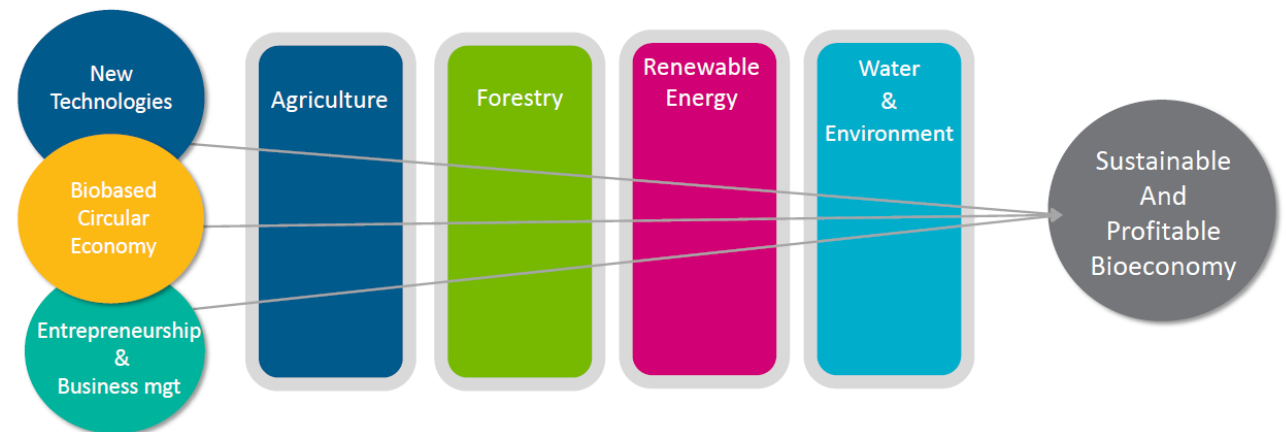 New
Technologies
Biobased
Circular
Economy
Entrepreneurship
&
Business mgt
Agriculture
Forestry
Renewable
Energy
Water
&
Environment
Sustainable
And
Profitable
Bioeconomy